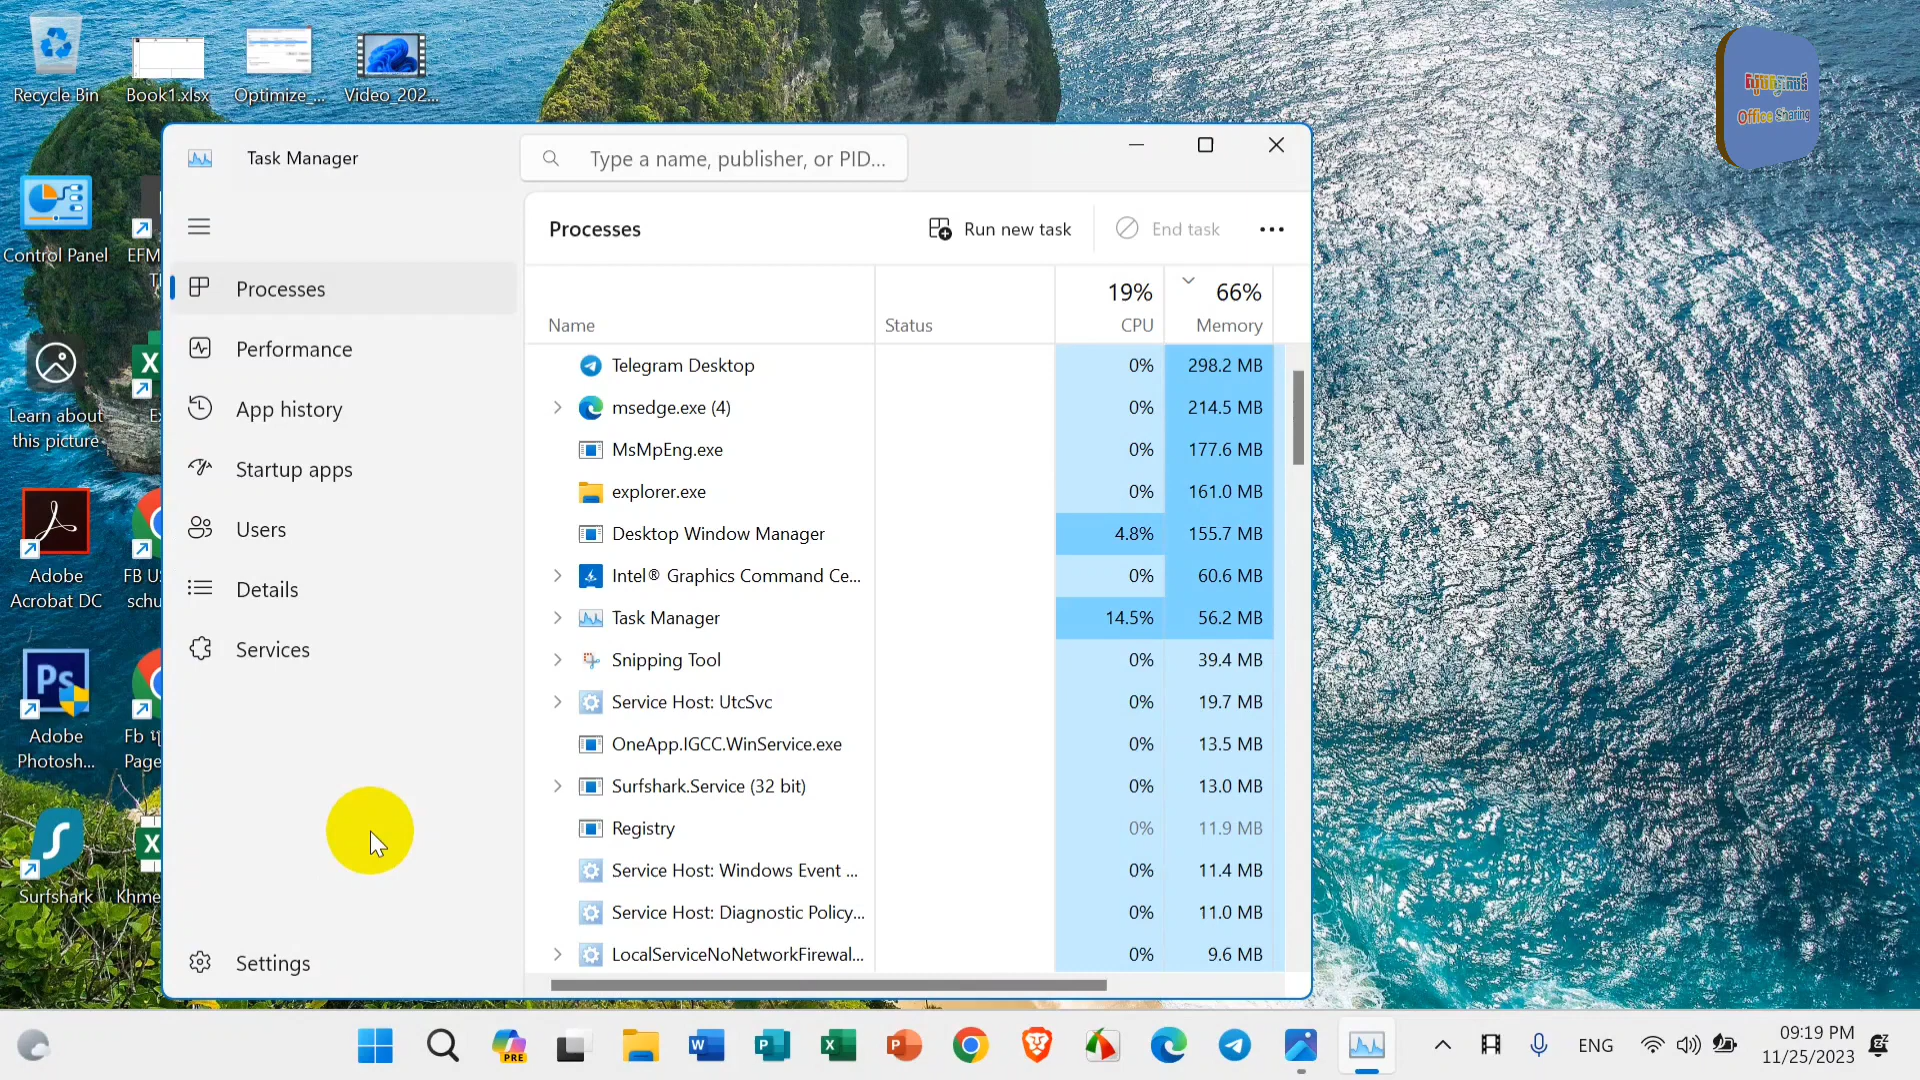 Recycle Bin
Book1.xlsx
Optimize_...
Video_202...
Office Sharing
Control Panel
EFM
Learn about
this picture
Adobe
Acrobat DC
schu
Adobe
Photosh...
Page
Surfshark
Khme
Task Manager
Type a name, publisher, or PID...
Processes
Performance
App history
Startup apps
Users
Details
Services
Settings
Processes
Run new task
End task
19%
66%
Name
Status
CPU
Memory
Telegram Desktop 0% 298.2 MB
msedge.exe (4) 0% 214.5 MB
MsMpEng.exe 0% 177.6 MB
explorer.exe 0% 161.0 MB
Desktop Window Manager 4.8% 155.7 MB
Intel® Graphics Command Ce... 0% 60.6 MB
Task Manager 14.5% 56.2 MB
Snipping Tool 0% 39.4 MB
Service Host: UtcSvc 0% 19.7 MB
OneApp.IGCC.WinService.exe 0% 13.5 MB
Surfshark.Service (32 bit) 0% 13.0 MB
Registry 0% 11.9 MB
Service Host: Windows Event ... 0% 11.4 MB
Service Host: Diagnostic Policy... 0% 11.0 MB
LocalServiceNoNetworkFirewal... 0% 9.6 MB
PRE
ENG
09:19 PM
11/25/2023